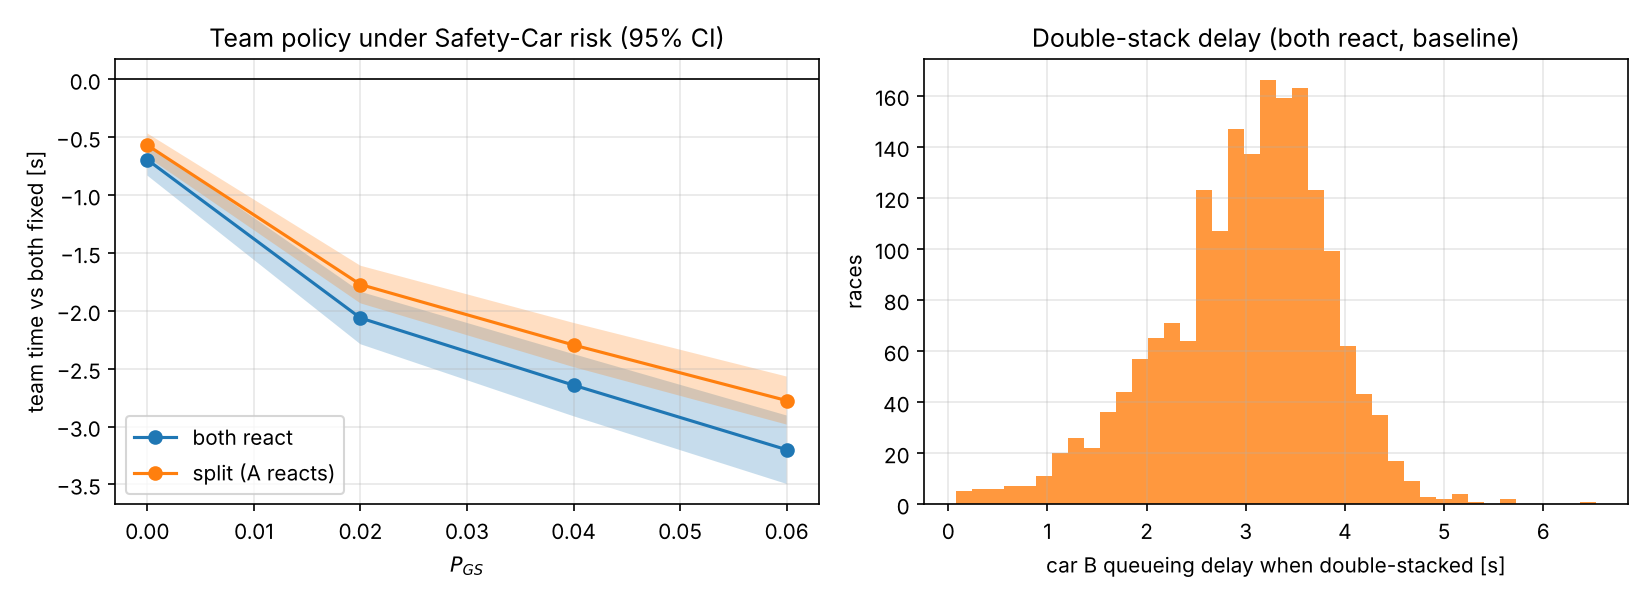 Team policy under Safety-Car risk (95% CI)
team time vs both fixed [s]
0.0
−0.5
−1.0
−1.5
−2.0
−2.5
−3.0
−3.5
both react
split (A reacts)
0.00 0.01 0.02 0.03 0.04 0.05 0.06
P_GS
Double-stack delay (both react, baseline)
races
160
140
120
100
80
60
40
20
0
0 1 2 3 4 5 6
car B queueing delay when double-stacked [s]